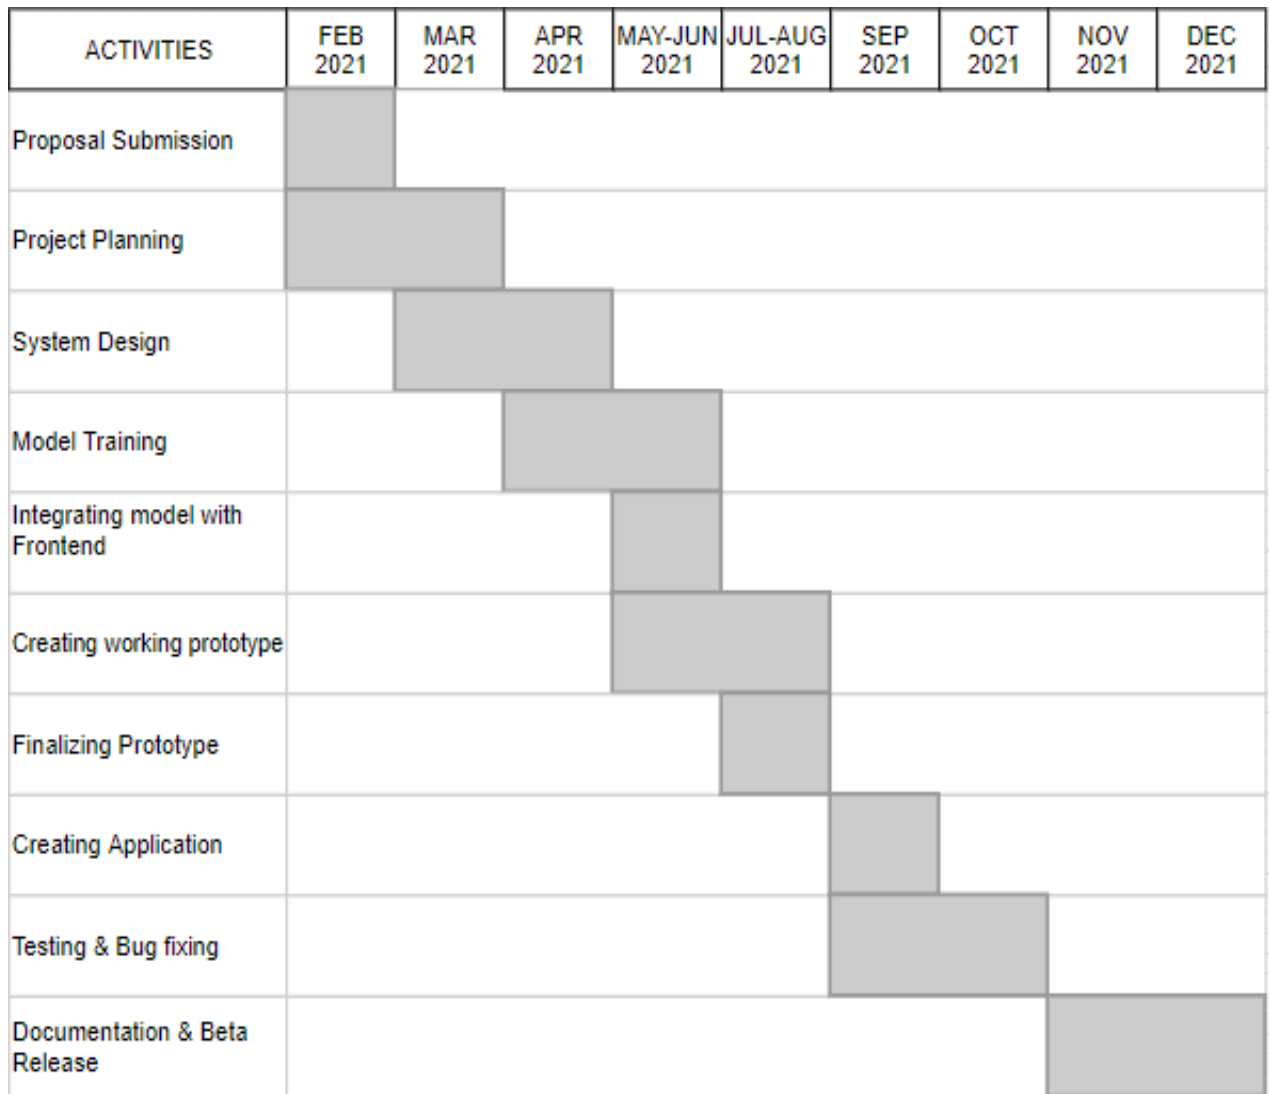 ACTIVITIES
FEB
2021
MAR
2021
APR
2021
MAY-JUN
2021
JUL-AUG
2021
SEP
2021
OCT
2021
NOV
2021
DEC
2021
Proposal Submission
Project Planning
System Design
Model Training
Integrating model with
Frontend
Creating working prototype
Finalizing Prototype
Creating Application
Testing & Bug fixing
Documentation & Beta
Release